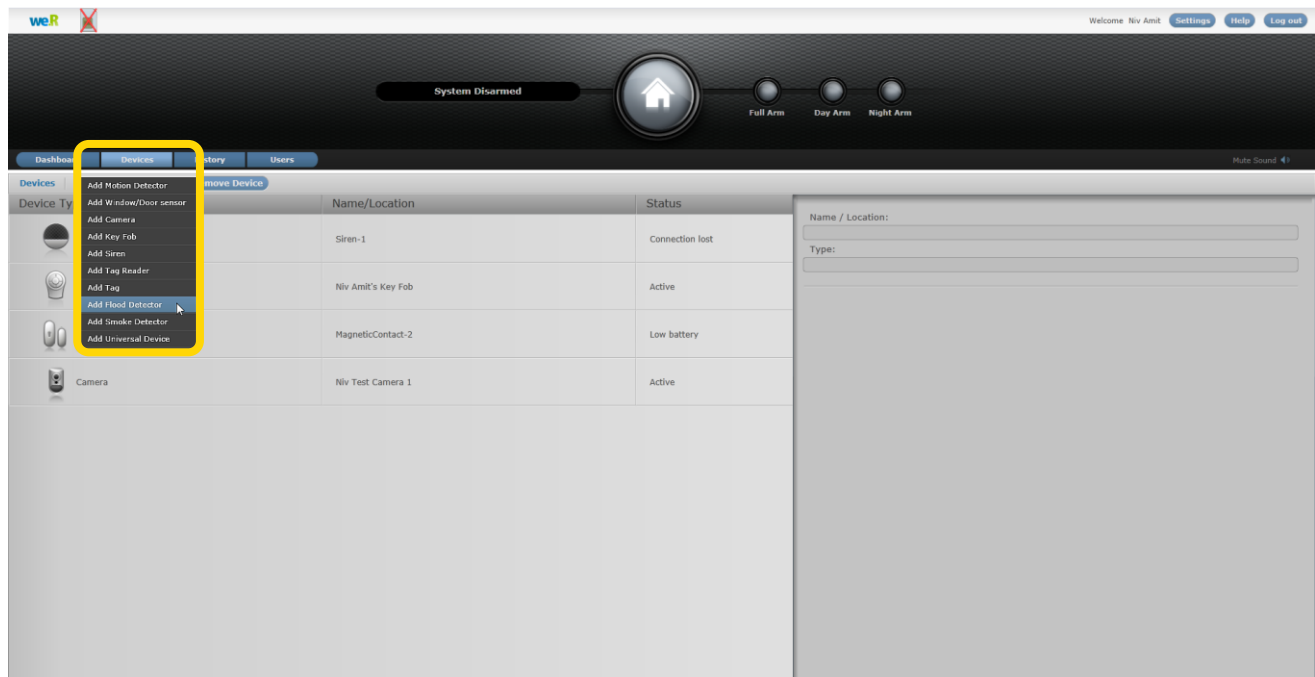 weR
Welcome Niv Amit Settings Help Log out
System Disarmed
Full Arm Day Arm Night Arm
Dashboa Devices istory Users
Mute Sound
Devices move Device
Add Motion Detector
Add Window/Door sensor
Add Camera
Add Key Fob
Add Siren
Add Tag Reader
Add Tag
Add Flood Detector
Add Smoke Detector
Add Universal Device
Device Ty Name/Location Status
Siren-1 Connection lost
Niv Amit's Key Fob Active
MagneticContact-2 Low battery
Camera Niv Test Camera 1 Active
Name / Location:
Type: